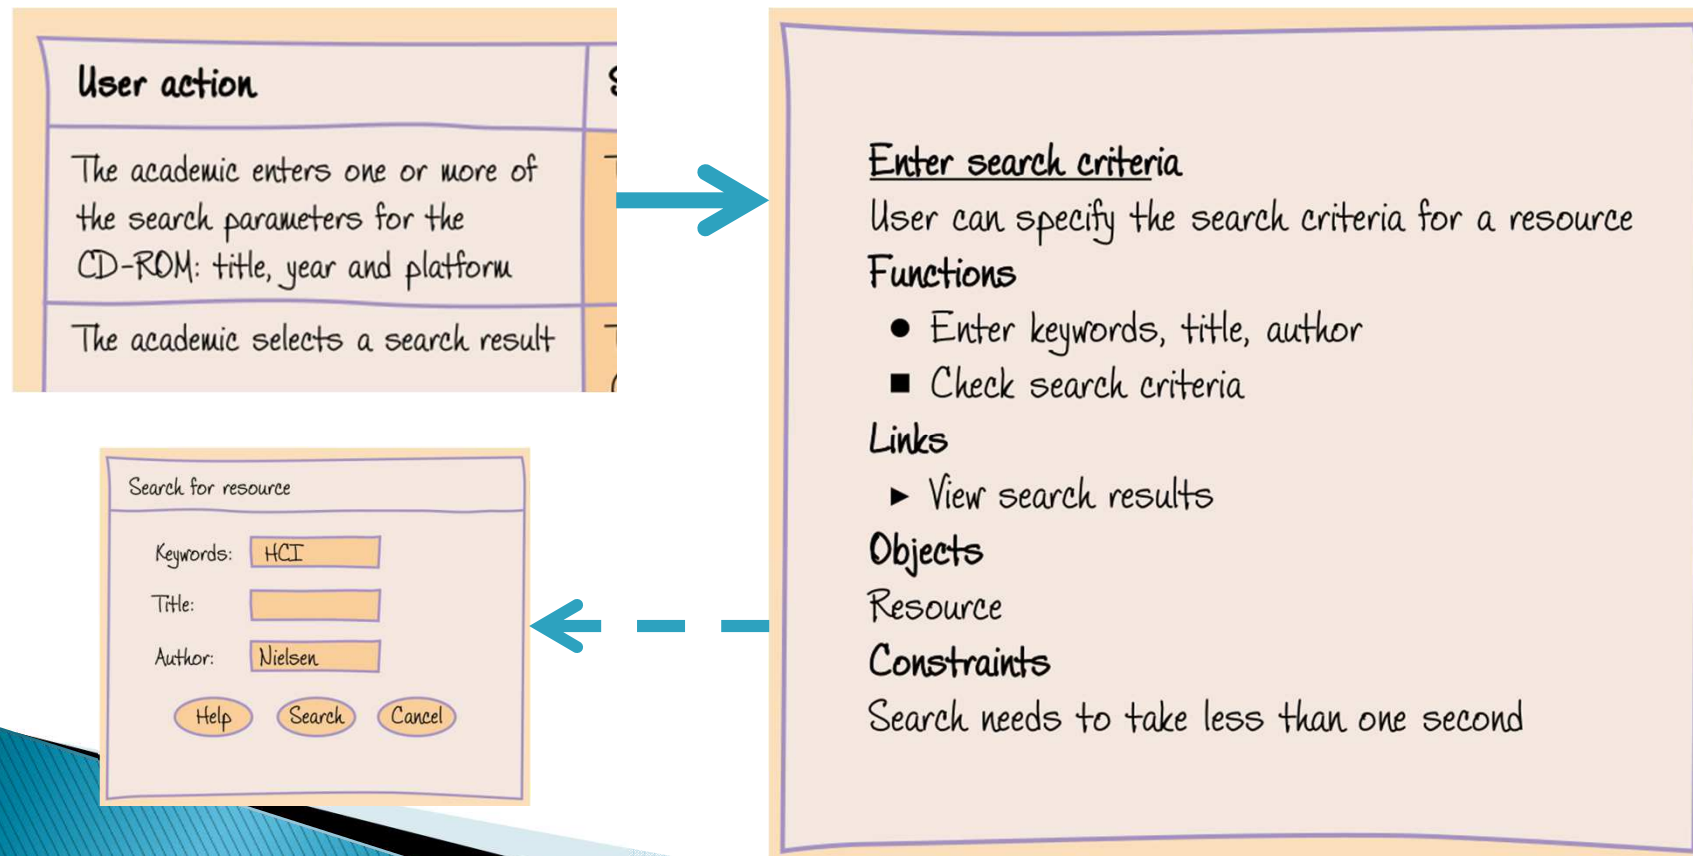 User action
The academic enters one or more of
the search parameters for the
CD-ROM: title, year and platform
The academic selects a search result
Enter search criteria
User can specify the search criteria for a resource
Functions
● Enter keywords, title, author
■ Check search criteria
Links
► View search results
Objects
Resource
Constraints
Search needs to take less than one second
Search for resource
Keywords: HCI
Title:
Author: Nielsen
Help Search Cancel